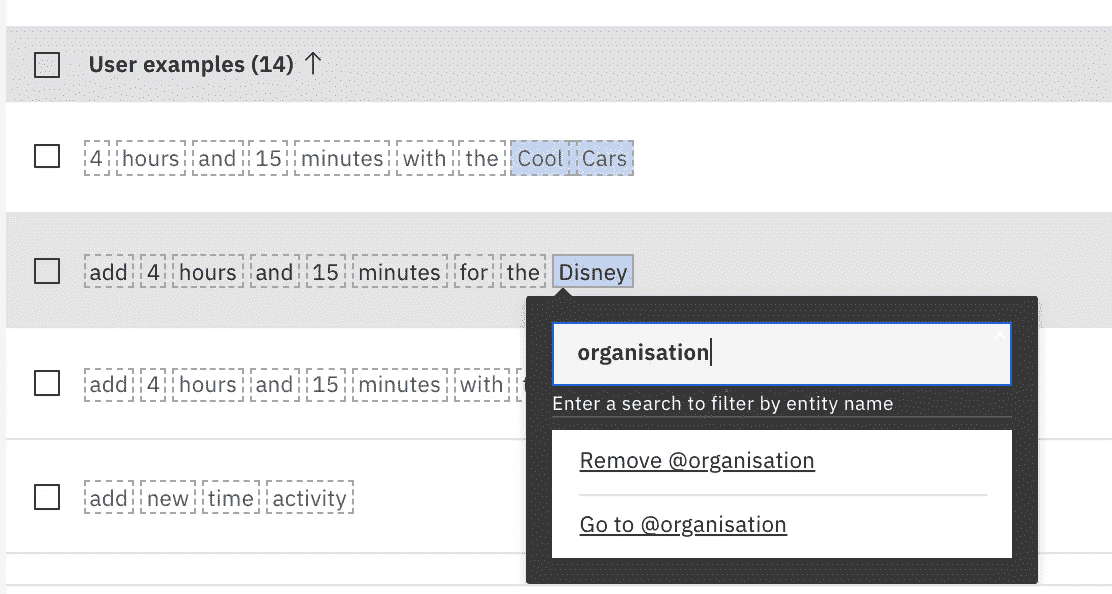 User examples (14) ↑
4 hours and 15 minutes with the Cool Cars
add 4 hours and 15 minutes for the Disney
organisation
Enter a search to filter by entity name
add 4 hours and 15 minutes with
Remove @organisation
add new time activity
Go to @organisation